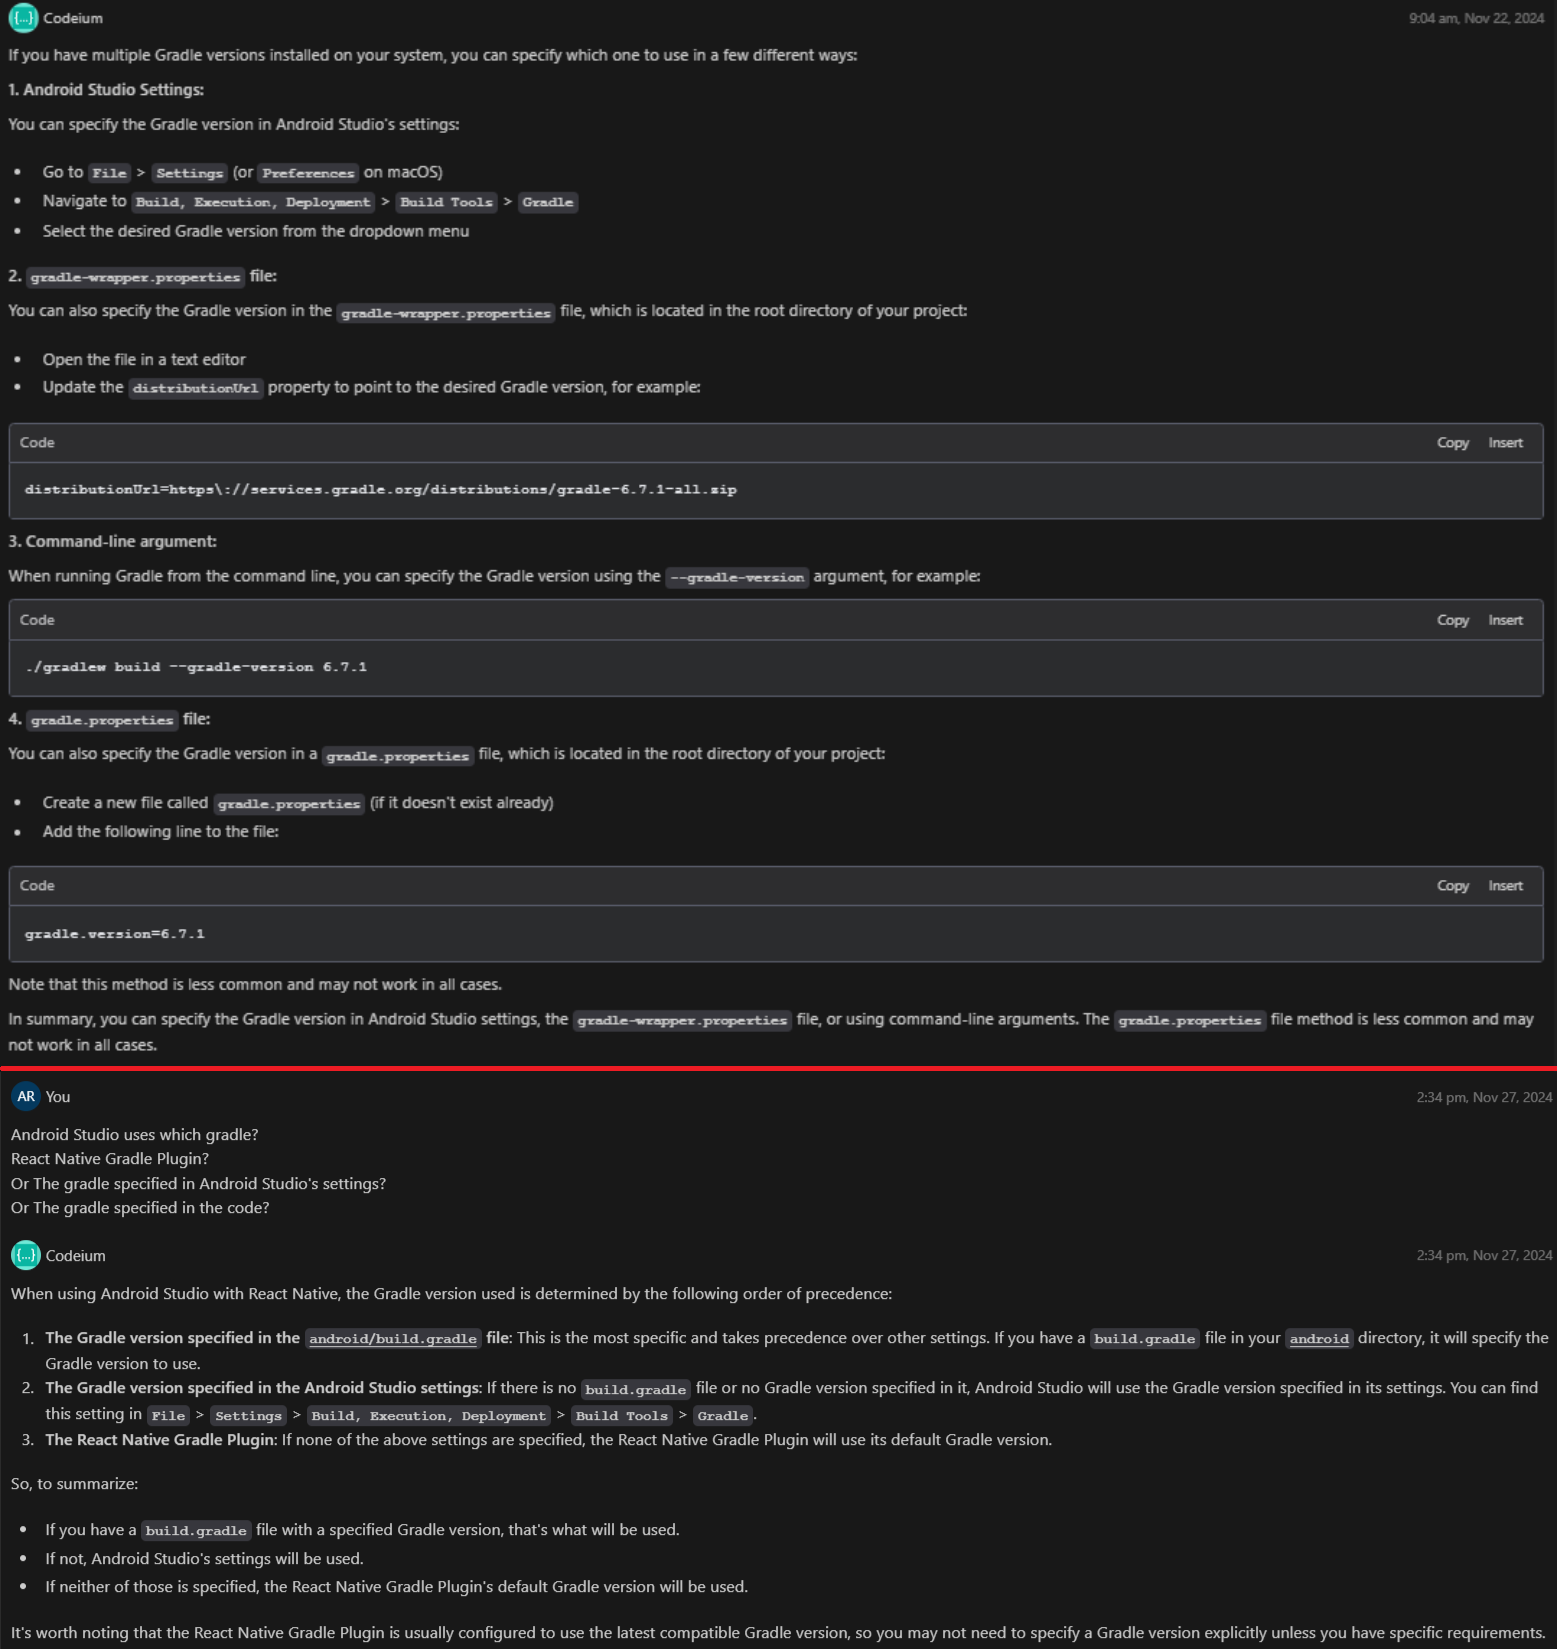 {...} Codeium 9:04 am, Nov 22, 2024
If you have multiple Gradle versions installed on your system, you can specify which one to use in a few different ways:
1. Android Studio Settings:
You can specify the Gradle version in Android Studio's settings:
• Go to File > Settings (or Preferences on macOS)
• Navigate to Build, Execution, Deployment > Build Tools > Gradle
• Select the desired Gradle version from the dropdown menu
2. gradle-wrapper.properties file:
You can also specify the Gradle version in the gradle-wrapper.properties file, which is located in the root directory of your project:
• Open the file in a text editor
• Update the distributionUrl property to point to the desired Gradle version, for example:
Code Copy Insert
distributionUrl=https\://services.gradle.org/distributions/gradle-6.7.1-all.zip
3. Command-line argument:
When running Gradle from the command line, you can specify the Gradle version using the --gradle-version argument, for example:
Code Copy Insert
./gradlew build --gradle-version 6.7.1
4. gradle.properties file:
You can also specify the Gradle version in a gradle.properties file, which is located in the root directory of your project:
• Create a new file called gradle.properties (if it doesn't exist already)
• Add the following line to the file:
Code Copy Insert
gradle.version=6.7.1
Note that this method is less common and may not work in all cases.
In summary, you can specify the Gradle version in Android Studio settings, the gradle-wrapper.properties file, or using command-line arguments. The gradle.properties file method is less common and may
not work in all cases.
AR You 2:34 pm, Nov 27, 2024
Android Studio uses which gradle?
React Native Gradle Plugin?
Or The gradle specified in Android Studio's settings?
Or The gradle specified in the code?
{...} Codeium 2:34 pm, Nov 27, 2024
When using Android Studio with React Native, the Gradle version used is determined by the following order of precedence:
1. The Gradle version specified in the android/build.gradle file: This is the most specific and takes precedence over other settings. If you have a build.gradle file in your android directory, it will specify the
Gradle version to use.
2. The Gradle version specified in the Android Studio settings: If there is no build.gradle file or no Gradle version specified in it, Android Studio will use the Gradle version specified in its settings. You can find
this setting in File > Settings > Build, Execution, Deployment > Build Tools > Gradle.
3. The React Native Gradle Plugin: If none of the above settings are specified, the React Native Gradle Plugin will use its default Gradle version.
So, to summarize:
• If you have a build.gradle file with a specified Gradle version, that's what will be used.
• If not, Android Studio's settings will be used.
• If neither of those is specified, the React Native Gradle Plugin's default Gradle version will be used.
It's worth noting that the React Native Gradle Plugin is usually configured to use the latest compatible Gradle version, so you may not need to specify a Gradle version explicitly unless you have specific requirements.